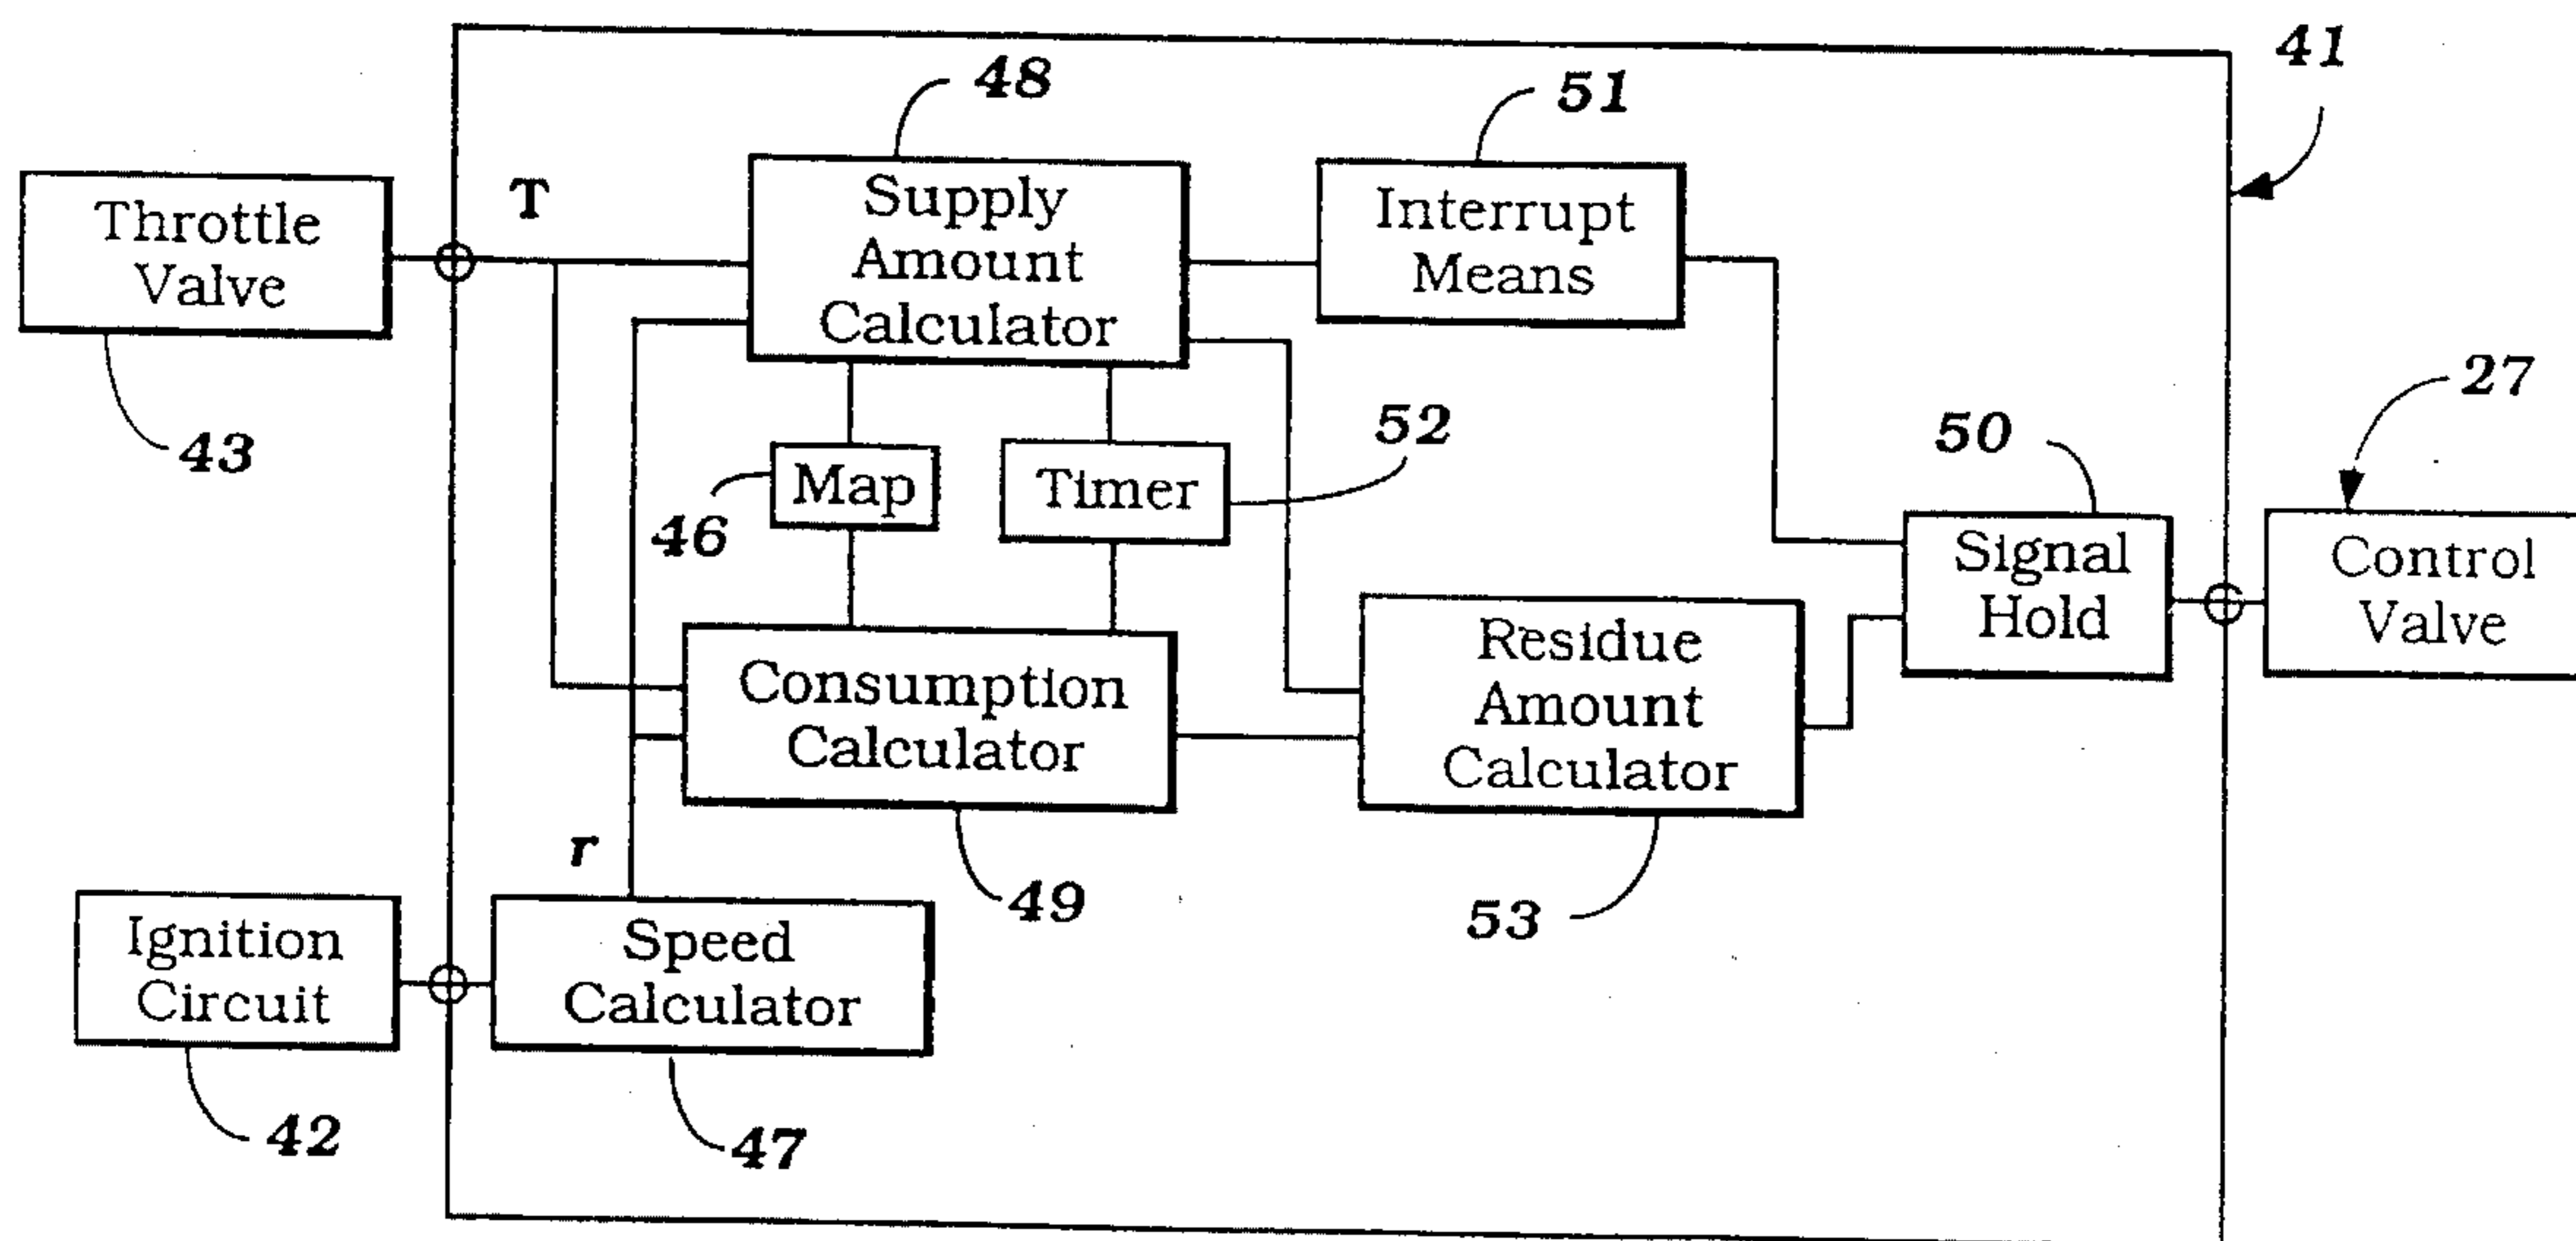 41
48
51
T
Throttle
Valve
Supply
Amount
Calculator
Interrupt
Means
43
52
27
50
Map
Timer
46
Signal
Hold
Control
Valve
Consumption
Calculator
Residue
Amount
Calculator
r
49
53
Ignition
Circuit
Speed
Calculator
42
47